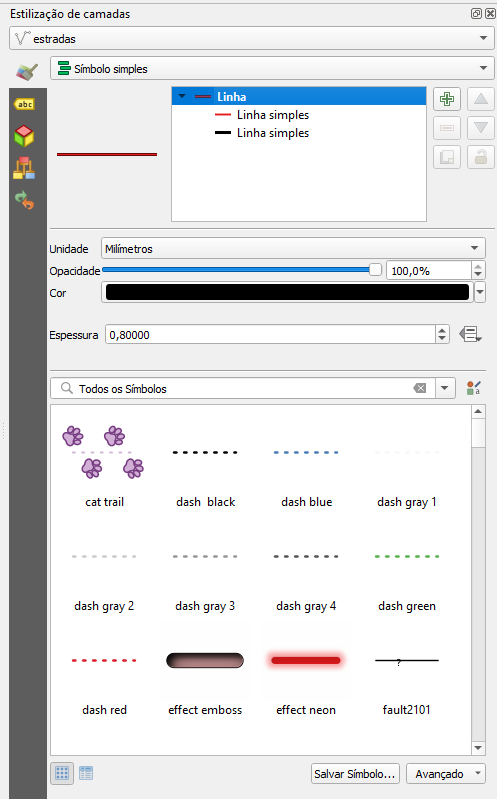 Estilização de camadas
estradas
Símbolo simples
abc
Linha
Linha simples
Linha simples
Unidade Milímetros
Opacidade 100,0%
Cor
Espessura 0,80000
Todos os Símbolos
a
cat trail dash  black dash blue dash gray 1
dash gray 2 dash gray 3 dash gray 4 dash green
?
dash red effect emboss effect neon fault2101
Salvar Símbolo... Avançado